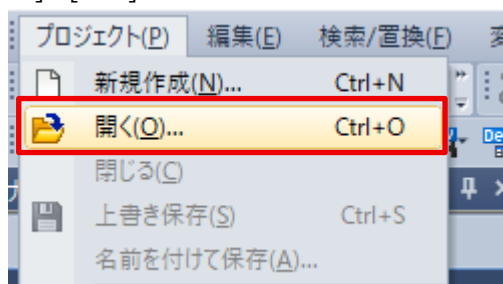 プロジェクト(P) 編集(E) 検索/置換(F)
新規作成(N)... Ctrl+N
開く(O)... Ctrl+O
閉じる(C)
上書き保存(S) Ctrl+S
名前を付けて保存(A)...